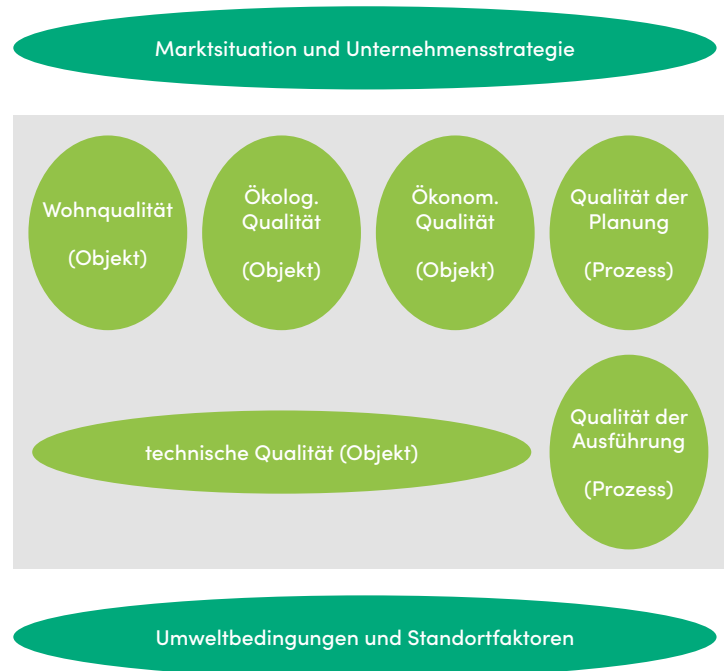 Marktsituation und Unternehmensstrategie
Wohnqualität
(Objekt)
Ökolog.
Qualität
(Objekt)
Ökonom.
Qualität
(Objekt)
Qualität der
Planung
(Prozess)
technische Qualität (Objekt)
Qualität der
Ausführung
(Prozess)
Umweltbedingungen und Standortfaktoren